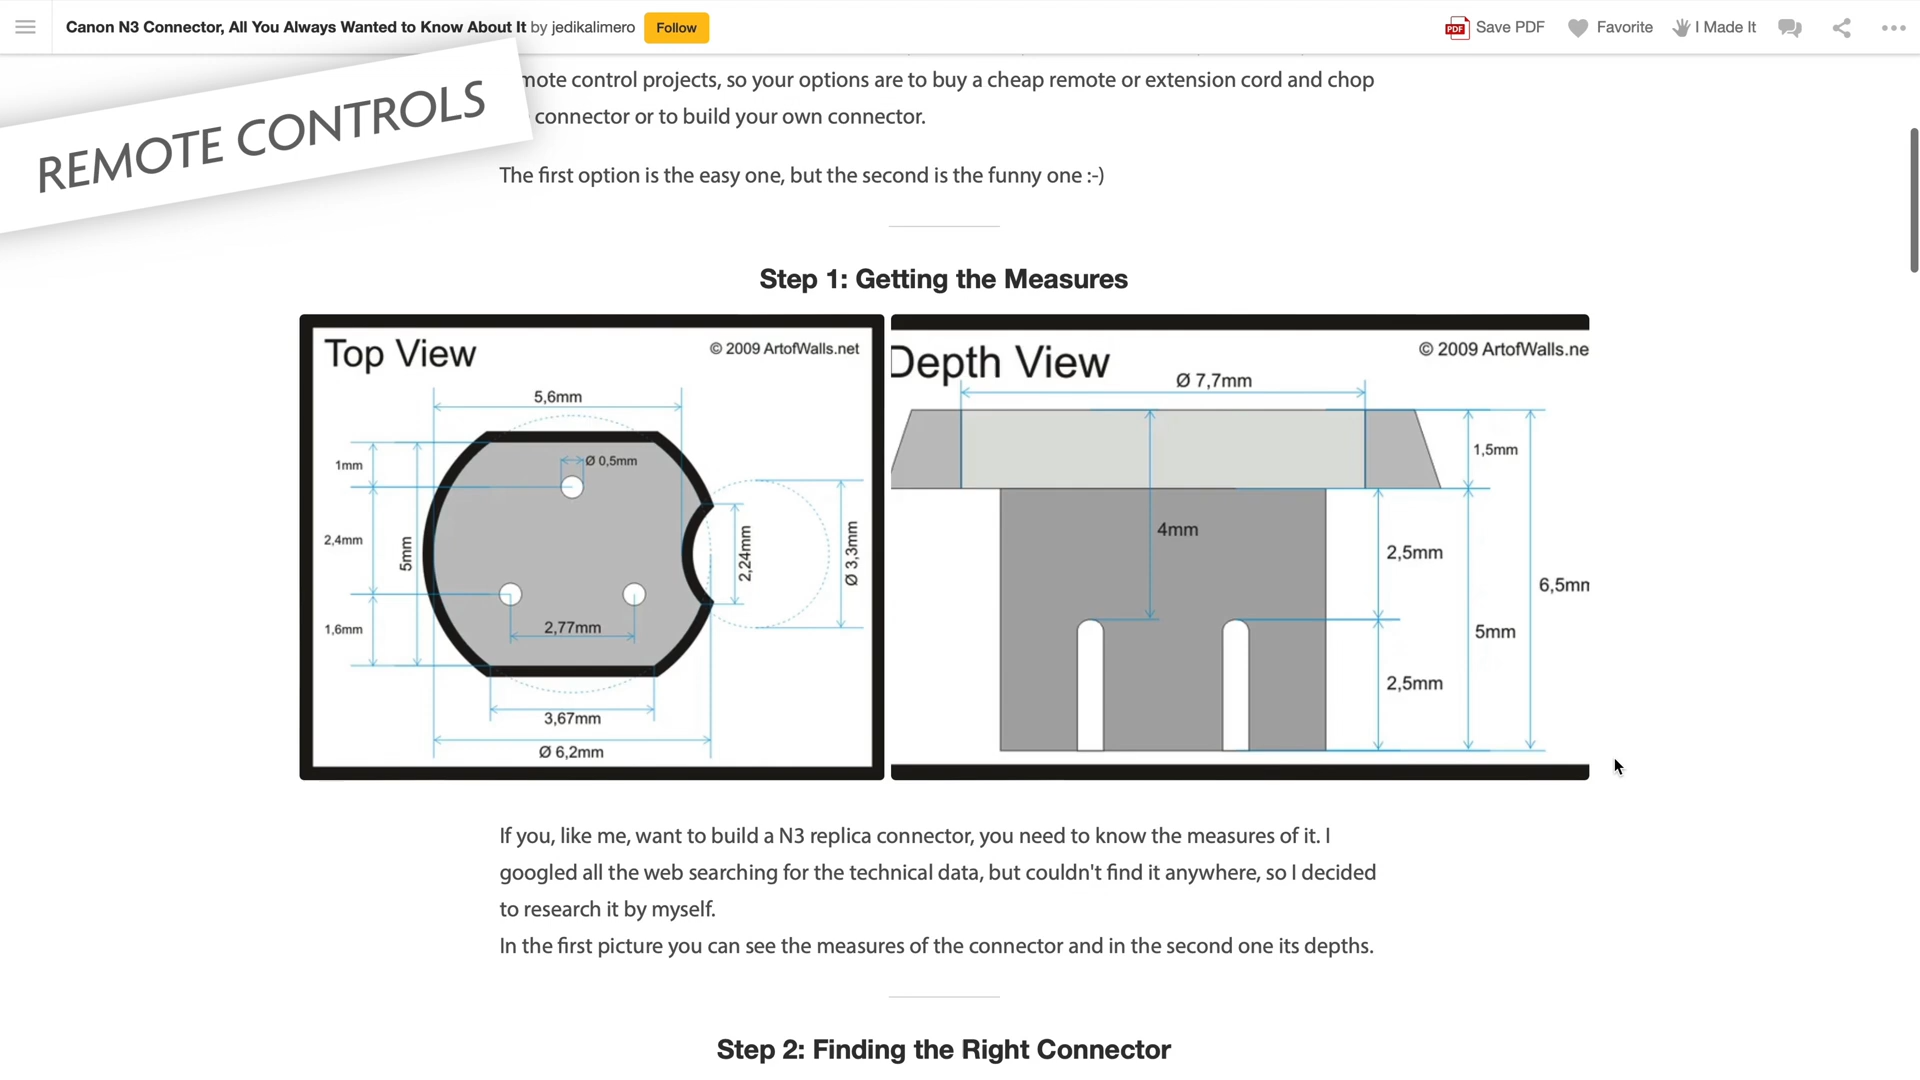 Canon N3 Connector, All You Always Wanted to Know About It by jedikalimero
Follow
PDF
Save PDF
Favorite
I Made It
REMOTE CONTROLS
mote control projects, so your options are to buy a cheap remote or extension cord and chop
connector or to build your own connector.
The first option is the easy one, but the second is the funny one :-)
Step 1: Getting the Measures
Top View
© 2009 ArtofWalls.net
5,6mm
1mm
Ø 0,5mm
2,4mm
5mm
2,24mm
Ø 3,3mm
1,6mm
2,77mm
3,67mm
Ø 6,2mm
Depth View
© 2009 ArtofWalls.ne
Ø 7,7mm
1,5mm
4mm
2,5mm
6,5mm
5mm
2,5mm
If you, like me, want to build a N3 replica connector, you need to know the measures of it. I
googled all the web searching for the technical data, but couldn't find it anywhere, so I decided
to research it by myself.
In the first picture you can see the measures of the connector and in the second one its depths.
Step 2: Finding the Right Connector